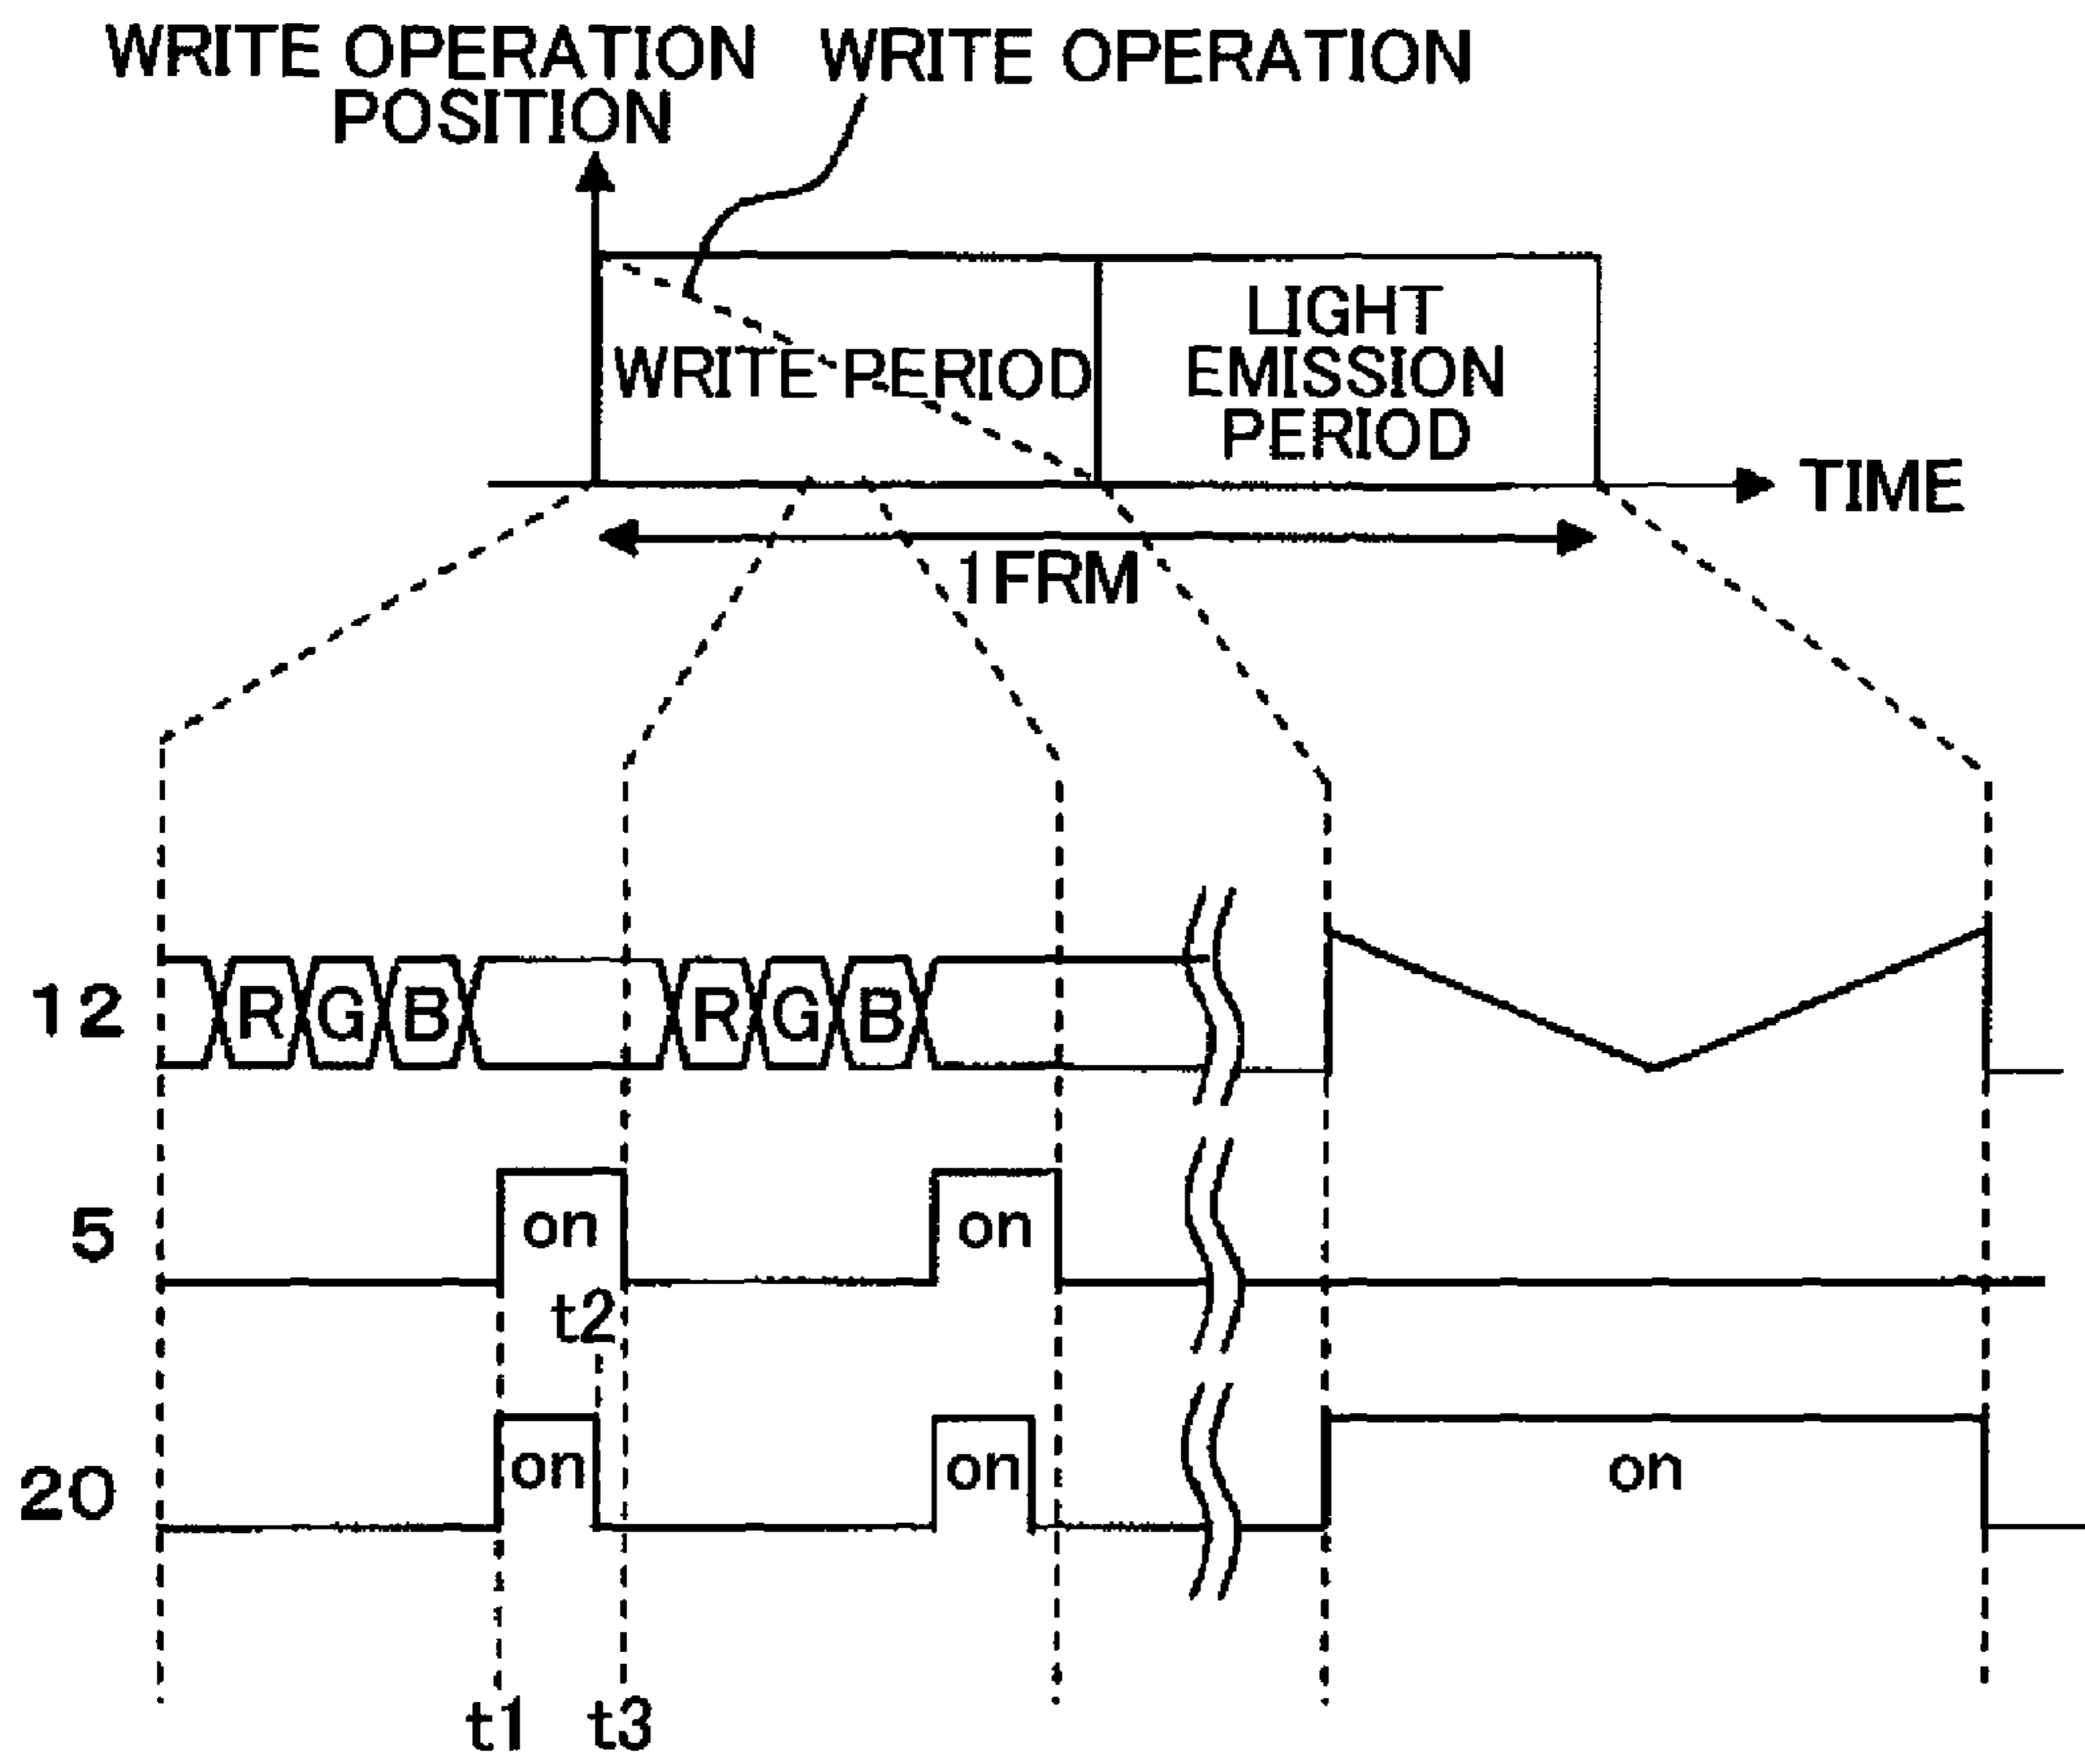 WRITE OPERATION
POSITION
WRITE OPERATION
WRITE PERIOD
LIGHT
EMISSION
PERIOD
TIME
1FRM
12
R G B
R G B
5
on
on
t2
20
on
on
on
t1
t3